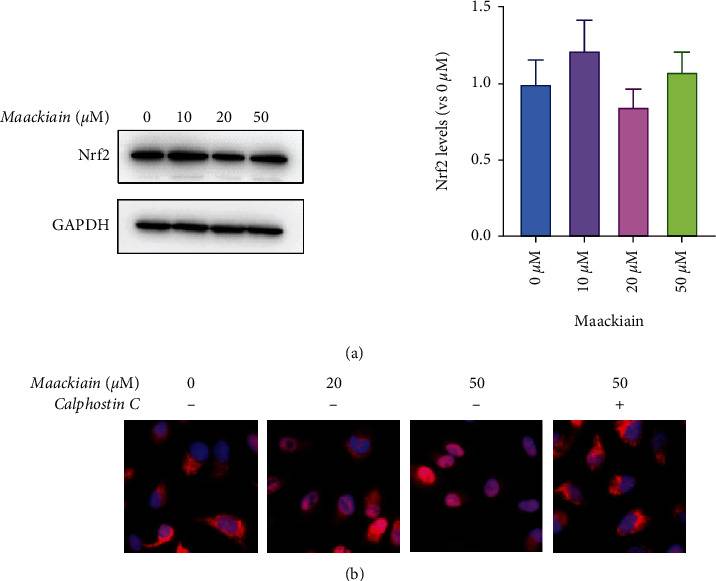 Maackiain (μM) 0 10 20 50
Nrf2
GAPDH
Nrf2 levels (vs 0 μM)
1.5
1.0
0.5
0.0
0 μM
10 μM
20 μM
50 μM
Maackiain
(a)
Maackiain (μM) 0 20 50 50
Calphostin C – – – +
(b)